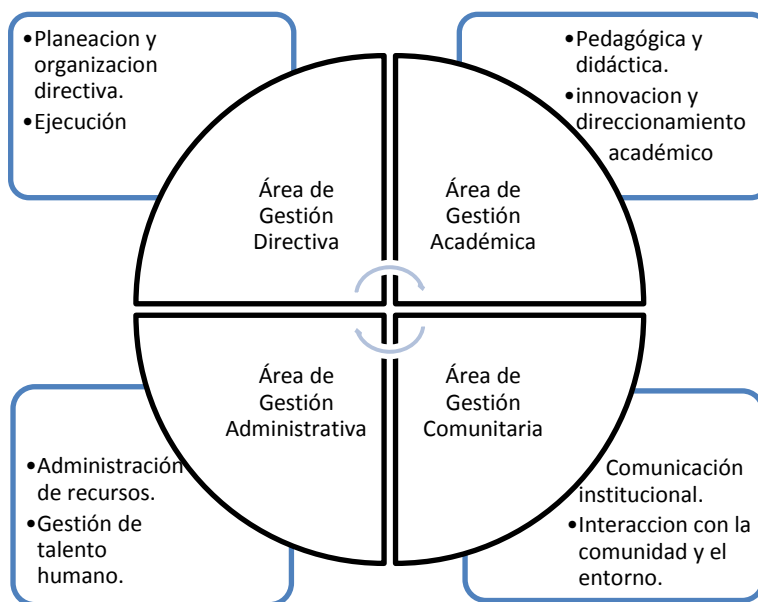 •Planeacion y
organizacion
directiva.
•Ejecución
•Pedagógica y
didáctica.
•innovacion y
direccionamiento
académico
Área de
Gestión
Directiva
Área de
Gestión
Académica
Área de
Gestión
Administrativa
Área de
Gestión
Comunitaria
•Administración
de recursos.
•Gestión de
talento
humano.
Comunicación
institucional.
•Interaccion con la
comunidad y el
entorno.